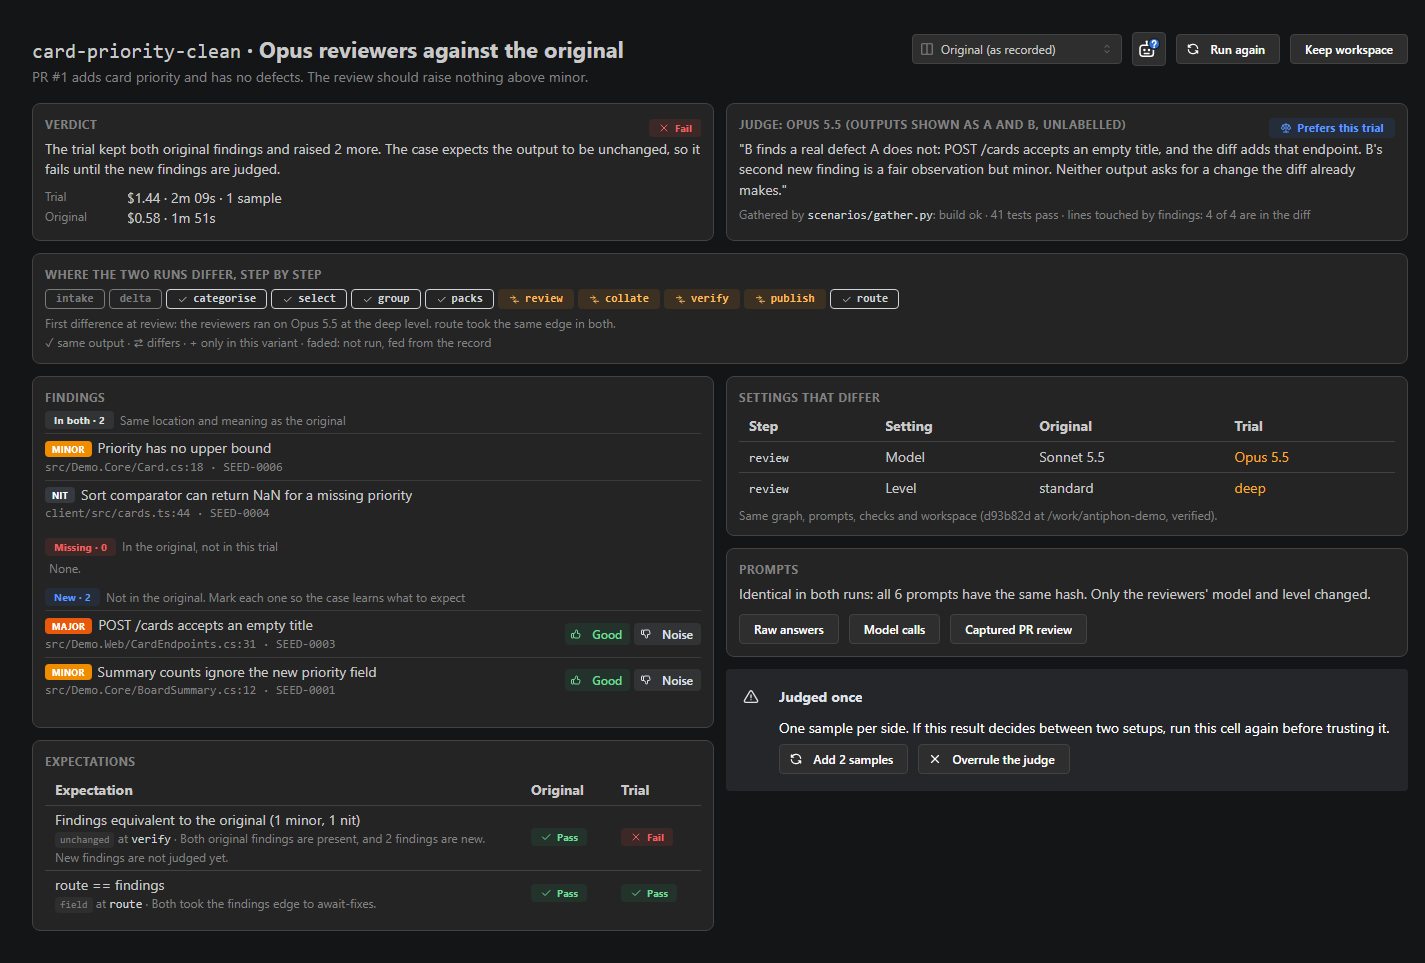 card-priority-clean · Opus reviewers against the original
PR #1 adds card priority and has no defects. The review should raise nothing above minor.
Original (as recorded)
?
Run again
Keep workspace
VERDICT
Fail
The trial kept both original findings and raised 2 more. The case expects the output to be unchanged, so it
fails until the new findings are judged.
Trial $1.44 · 2m 09s · 1 sample
Original $0.58 · 1m 51s
JUDGE: OPUS 5.5 (OUTPUTS SHOWN AS A AND B, UNLABELLED)
Prefers this trial
"B finds a real defect A does not: POST /cards accepts an empty title, and the diff adds that endpoint. B's
second new finding is a fair observation but minor. Neither output asks for a change the diff already
makes."
Gathered by scenarios/gather.py: build ok · 41 tests pass · lines touched by findings: 4 of 4 are in the diff
WHERE THE TWO RUNS DIFFER, STEP BY STEP
intake delta ✓ categorise ✓ select ✓ group ✓ packs ⇄ review ⇄ collate ⇄ verify ⇄ publish ✓ route
First difference at review: the reviewers ran on Opus 5.5 at the deep level. route took the same edge in both.
✓ same output · ⇄ differs · + only in this variant · faded: not run, fed from the record
FINDINGS
In both · 2 Same location and meaning as the original
MINOR Priority has no upper bound
src/Demo.Core/Card.cs:18 · SEED-0006
NIT Sort comparator can return NaN for a missing priority
client/src/cards.ts:44 · SEED-0004
Missing · 0 In the original, not in this trial
None.
New · 2 Not in the original. Mark each one so the case learns what to expect
MAJOR POST /cards accepts an empty title
src/Demo.Web/CardEndpoints.cs:31 · SEED-0003
Good Noise
MINOR Summary counts ignore the new priority field
src/Demo.Core/BoardSummary.cs:12 · SEED-0001
Good Noise
EXPECTATIONS
Expectation Original Trial
Findings equivalent to the original (1 minor, 1 nit)
unchanged at verify · Both original findings are present, and 2 findings are new.
New findings are not judged yet.
Pass Fail
route == findings
field at route · Both took the findings edge to await-fixes.
Pass Pass
SETTINGS THAT DIFFER
Step Setting Original Trial
review Model Sonnet 5.5 Opus 5.5
review Level standard deep
Same graph, prompts, checks and workspace (d93b82d at /work/antiphon-demo, verified).
PROMPTS
Identical in both runs: all 6 prompts have the same hash. Only the reviewers' model and level changed.
Raw answers
Model calls
Captured PR review
Judged once
One sample per side. If this result decides between two setups, run this cell again before trusting it.
Add 2 samples
Overrule the judge